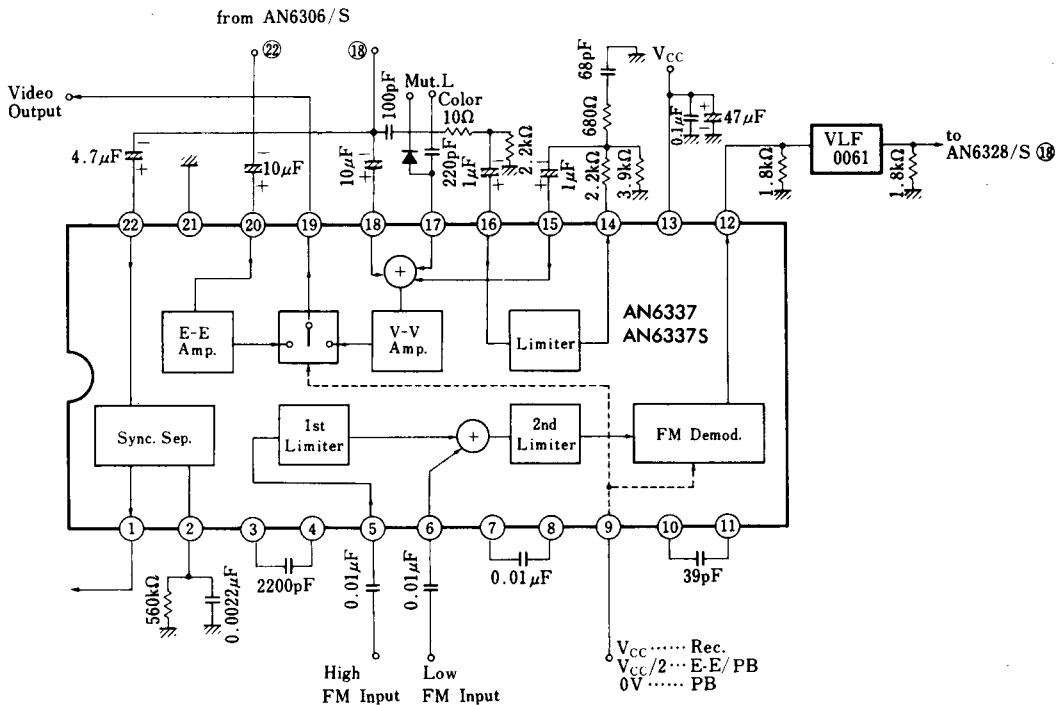 from AN6306/S
㉒
⑱
Video
Output
100pF
Mut.L
Color
10Ω
68pF
680Ω
VCC
0.1μF
47μF
VLF
0061
to
AN6328/S ⑱
1.8kΩ
1.8kΩ
4.7μF
10μF
10μF
220pF
1μF
2.2kΩ
1μF
2.2kΩ
3.9kΩ
22
21
20
19
18
17
16
15
14
13
12
+
E-E
Amp.
V-V
Amp.
Limiter
AN6337
AN6337S
Sync. Sep.
1st
Limiter
+
2nd
Limiter
FM Demod.
1
2
3
4
5
6
7
8
9
10
11
560kΩ
0.0022μF
2200pF
0.01μF
0.01μF
0.01μF
39pF
High
FM Input
Low
FM Input
VCC ······ Rec.
VCC/2 ··· E-E/PB
0V ······ PB